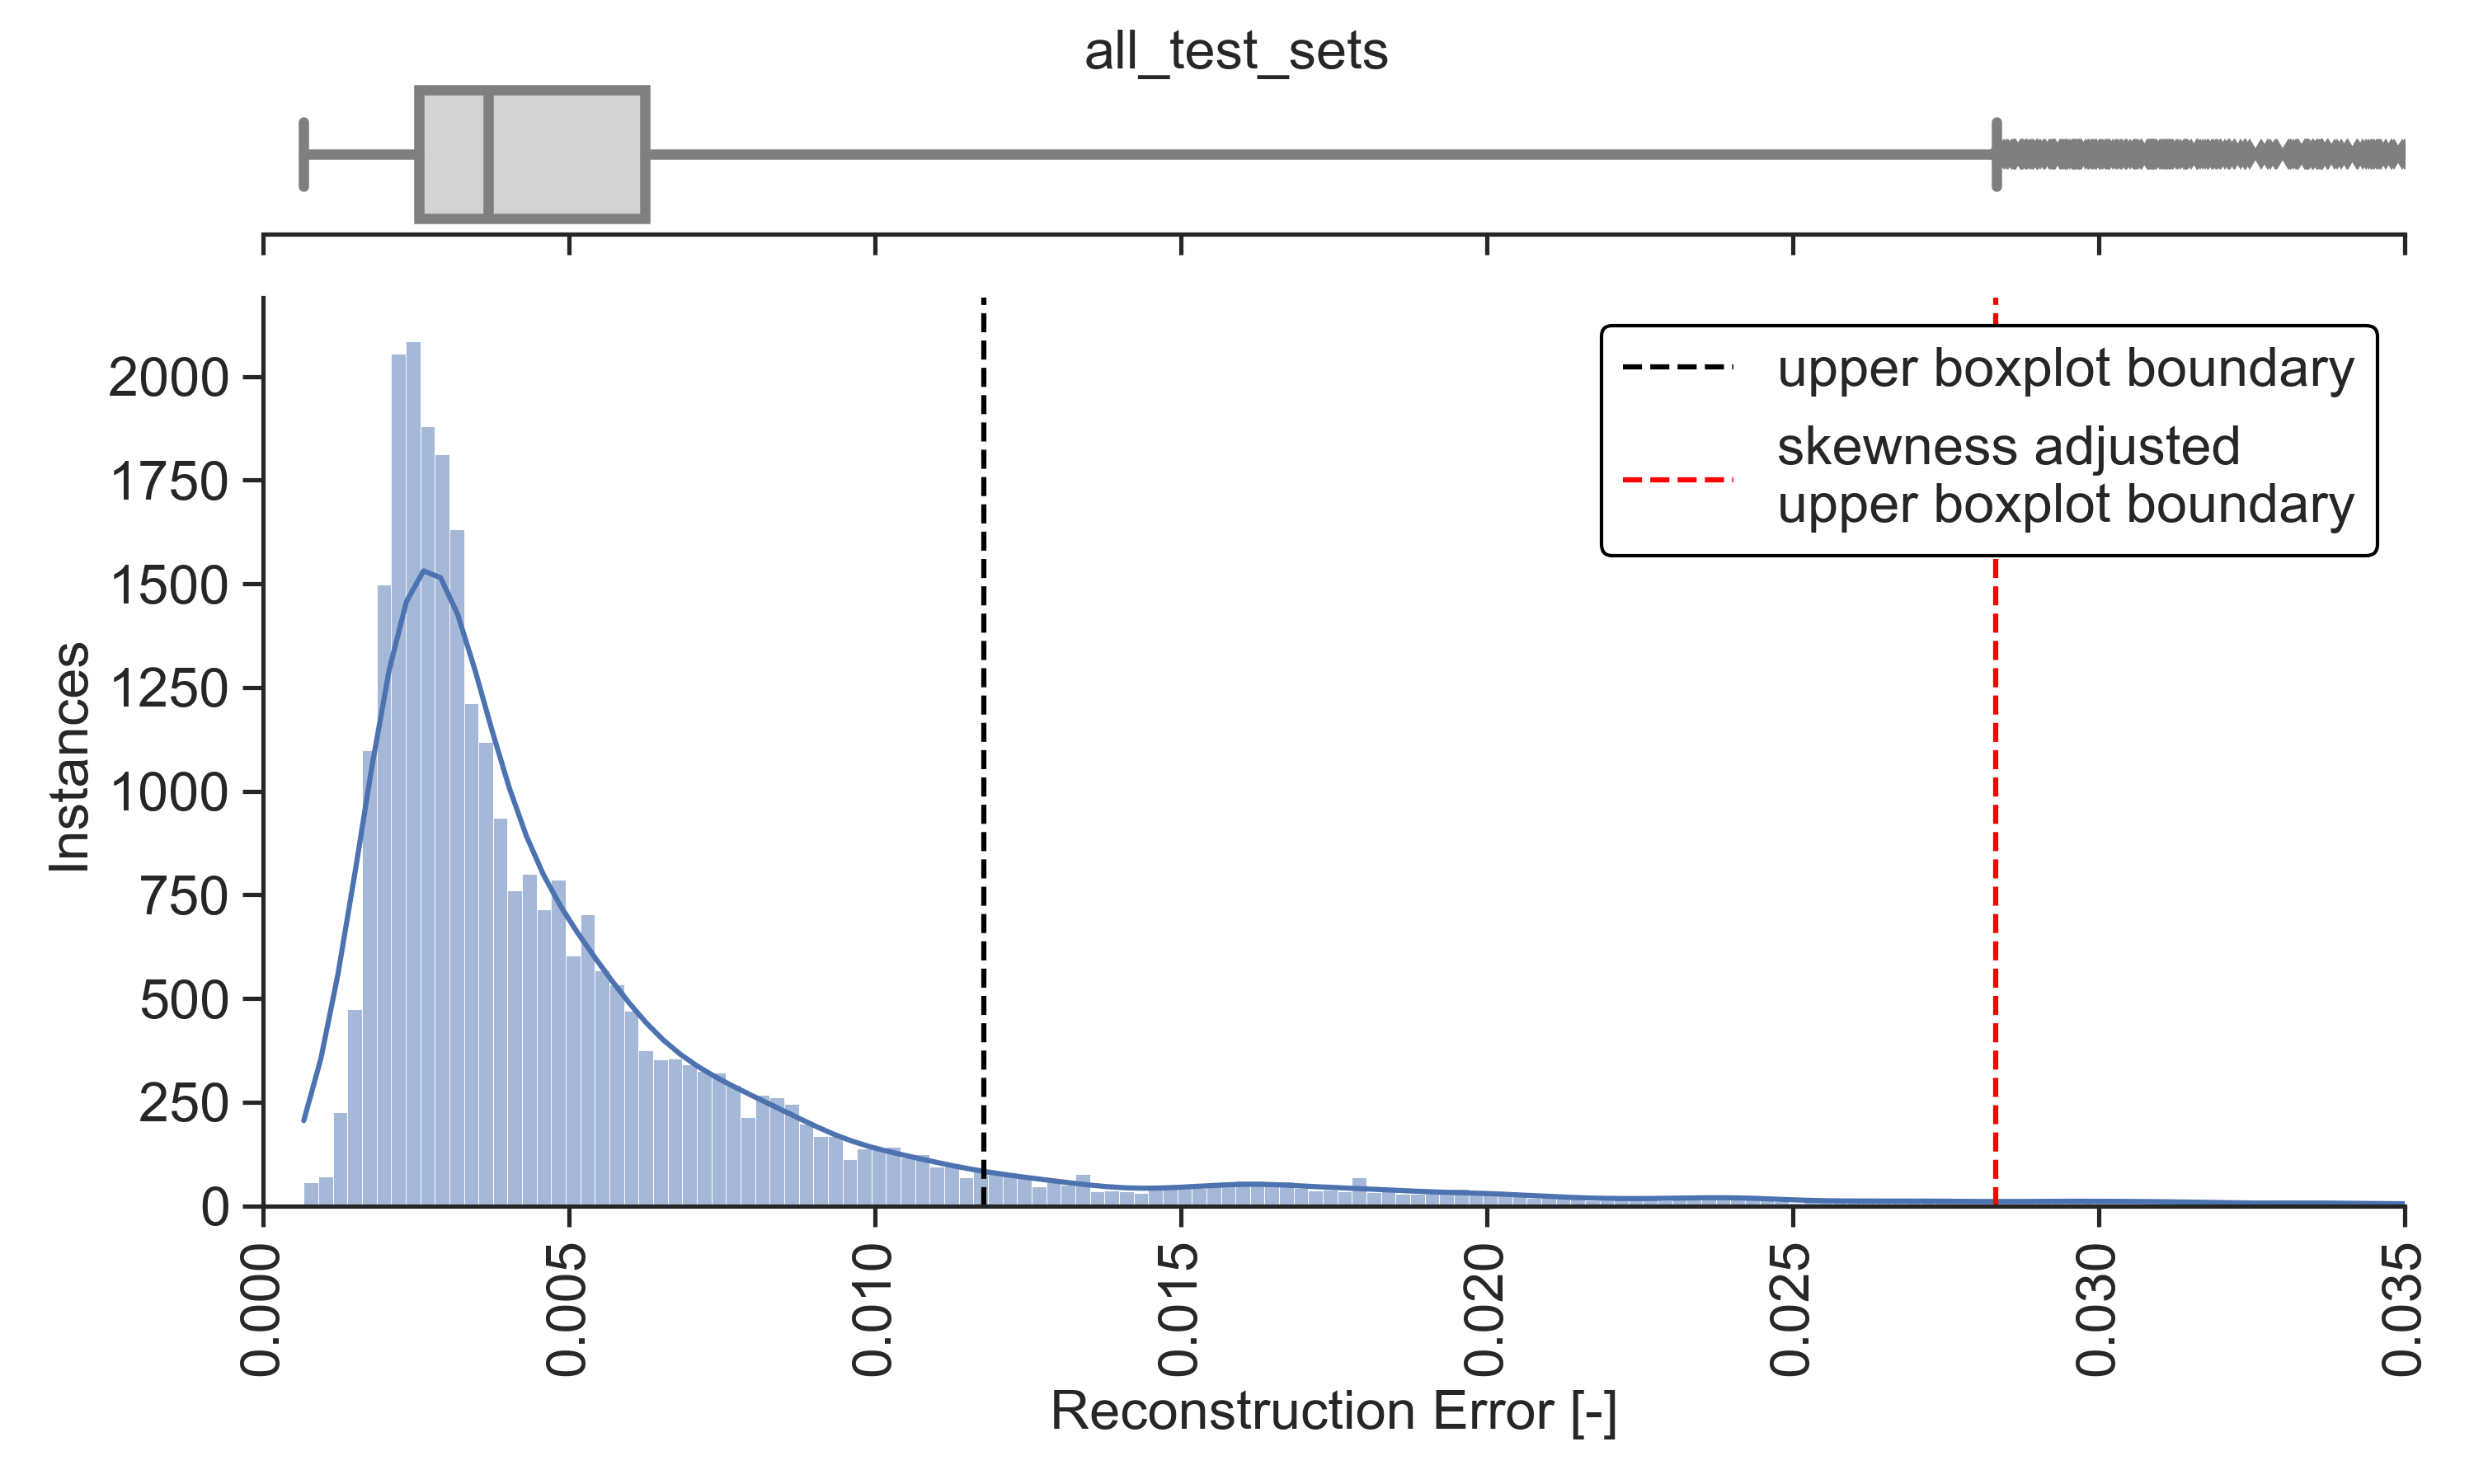 all_test_sets
upper boxplot boundary
skewness adjusted
upper boxplot boundary
2000
1750
1500
1250
1000
750
500
250
0
Instances
0.000
0.005
0.010
0.015
0.020
0.025
0.030
0.035
Reconstruction Error [-]